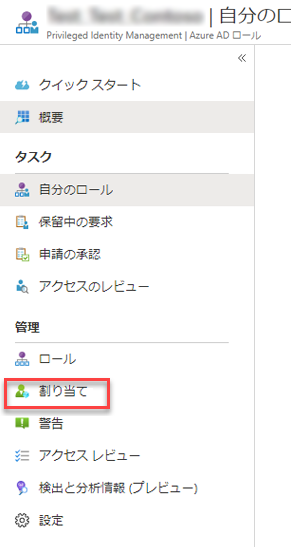 | 自分のロ
Privileged Identity Management | Azure AD ロール
«
クイック スタート
概要
タスク
自分のロール
保留中の要求
申請の承認
アクセスのレビュー
管理
ロール
割り当て
警告
アクセス レビュー
検出と分析情報 (プレビュー)
設定